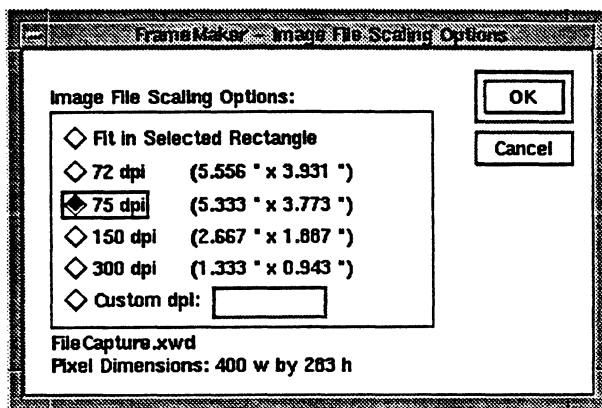 FrameMaker - Image File Scaling Options
Image File Scaling Options:
OK
Fit in Selected Rectangle
Cancel
72 dpi (5.556 " x 3.931 ")
75 dpi (5.333 " x 3.773 ")
150 dpi (2.667 " x 1.887 ")
300 dpi (1.333 " x 0.943 ")
Custom dpi:
FileCapture.xwd
Pixel Dimensions: 400 w by 283 h